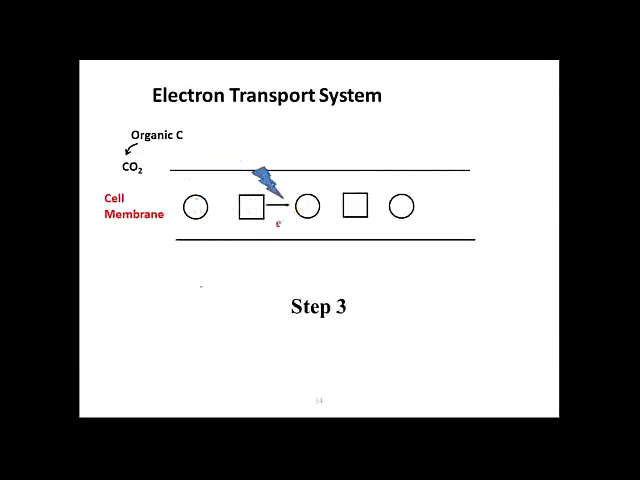 Electron Transport System
Organic C
CO₂
Cell
Membrane
e⁻
Step 3
34